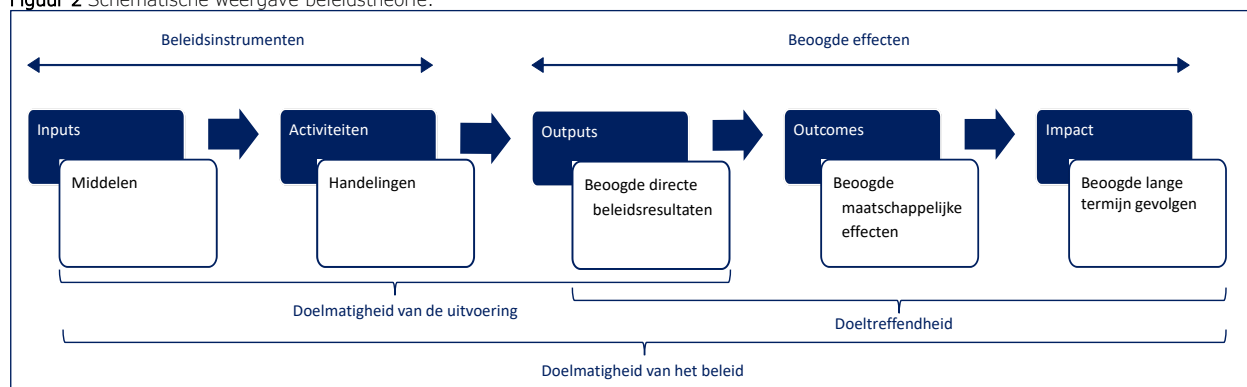 Figuur 2 Schematische weergave beleidstheorie.
Beleidsinstrumenten
Beoogde effecten
Inputs
Middelen
Activiteiten
Handelingen
Outputs
Beoogde directe
beleidsresultaten
Outcomes
Beoogde
maatschappelijke
effecten
Impact
Beoogde lange
termijn gevolgen
Doelmatigheid van de uitvoering
Doeltreffendheid
Doelmatigheid van het beleid